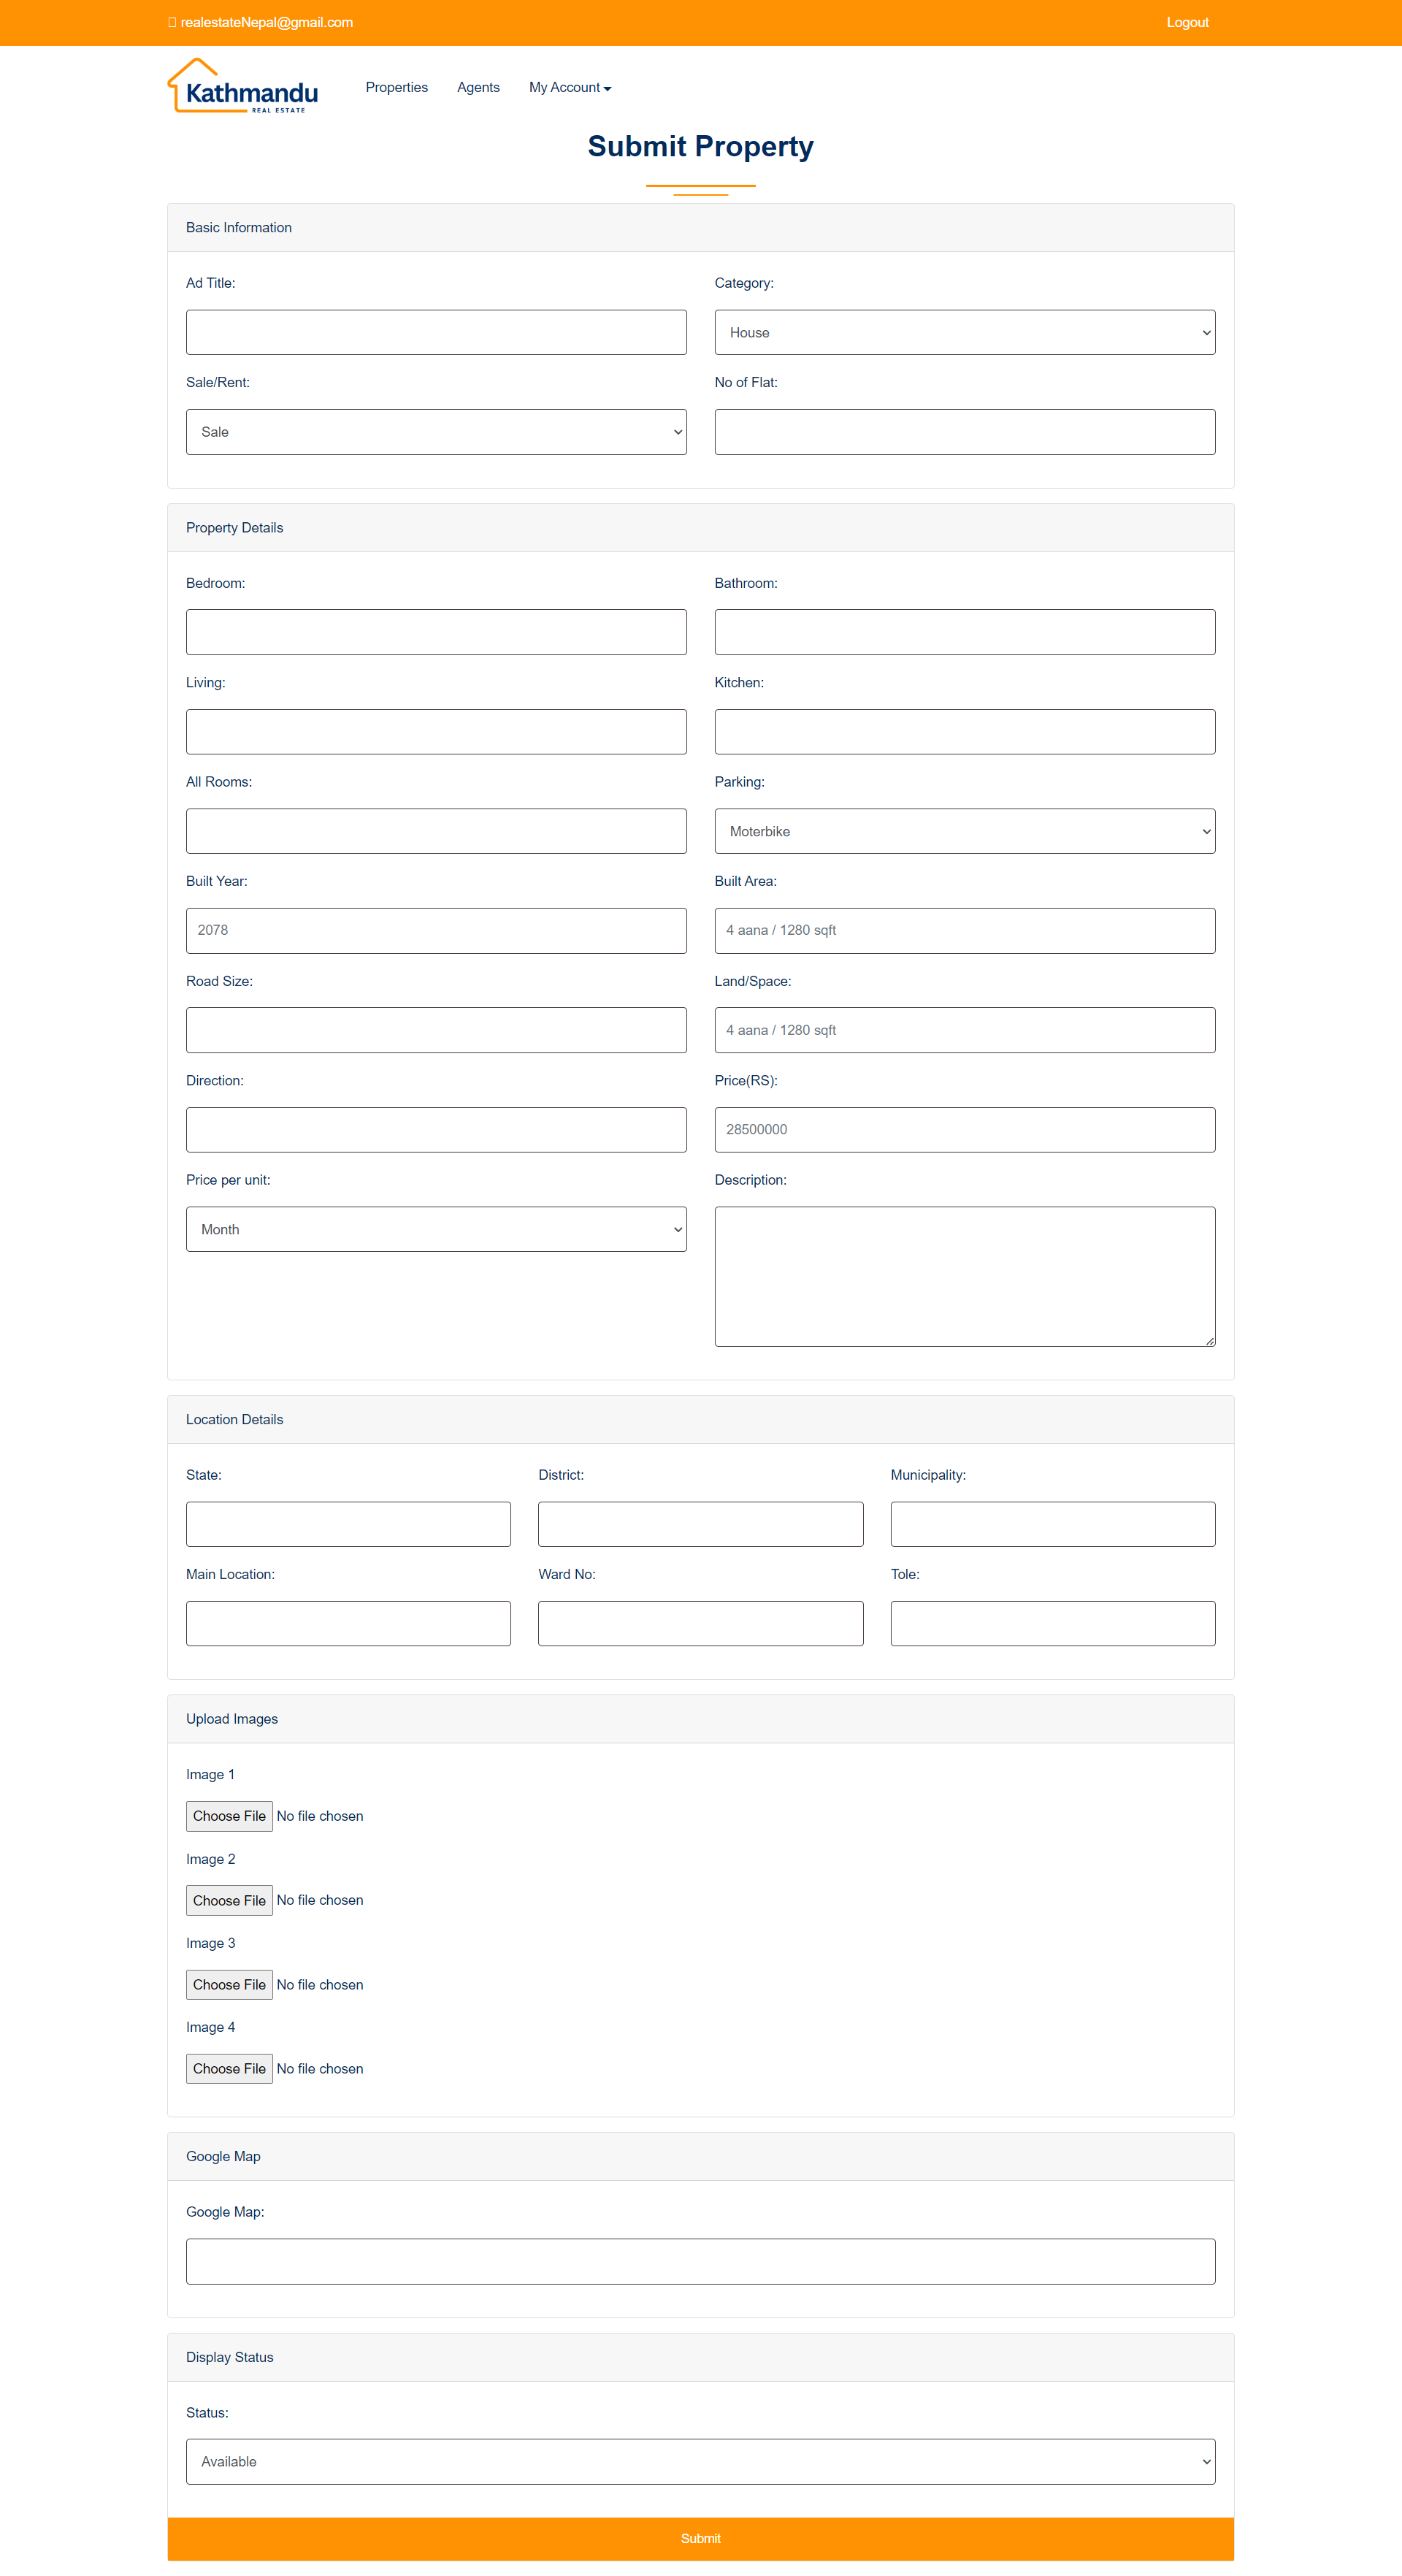 realestateNepal@gmail.com Logout
Kathmandu
REAL ESTATE
Properties Agents My Account
Submit Property
Basic Information
Ad Title: Category:
House
Sale/Rent: No of Flat:
Sale
Property Details
Bedroom: Bathroom:
Living: Kitchen:
All Rooms: Parking:
Moterbike
Built Year: Built Area:
2078 4 aana / 1280 sqft
Road Size: Land/Space:
4 aana / 1280 sqft
Direction: Price(RS):
28500000
Price per unit: Description:
Month
Location Details
State: District: Municipality:
Main Location: Ward No: Tole:
Upload Images
Image 1
Choose File No file chosen
Image 2
Choose File No file chosen
Image 3
Choose File No file chosen
Image 4
Choose File No file chosen
Google Map
Google Map:
Display Status
Status:
Available
Submit